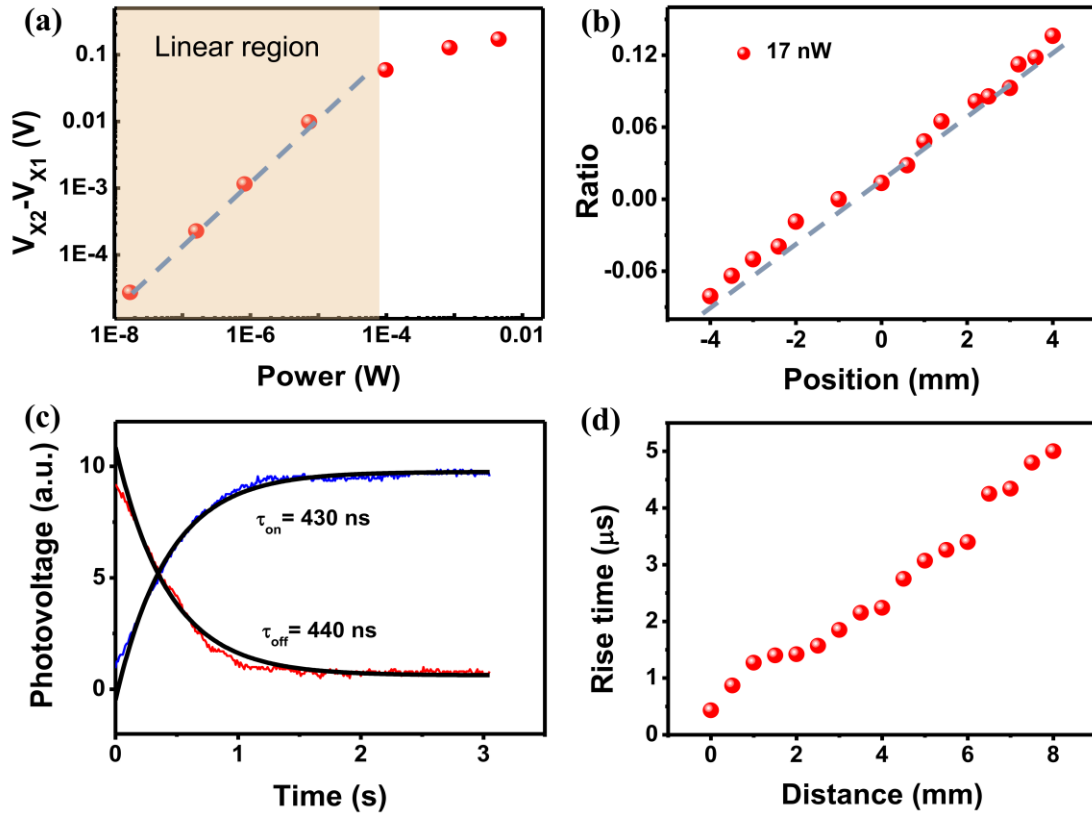 (a)
Linear region
V_X2-V_X1 (V)
0.1
0.01
1E-3
1E-4
1E-8
1E-6
1E-4
0.01
Power (W)
(b)
17 nW
Ratio
0.12
0.06
0.00
-0.06
-4
-2
0
2
4
Position (mm)
(c)
Photovoltage (a.u.)
10
5
0
τ_on= 430 ns
τ_off= 440 ns
0
1
2
3
Time (s)
(d)
Rise time (μs)
5
4
3
2
1
0
0
2
4
6
8
Distance (mm)